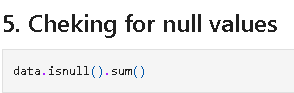 5. Cheking for null values
data.isnull().sum()